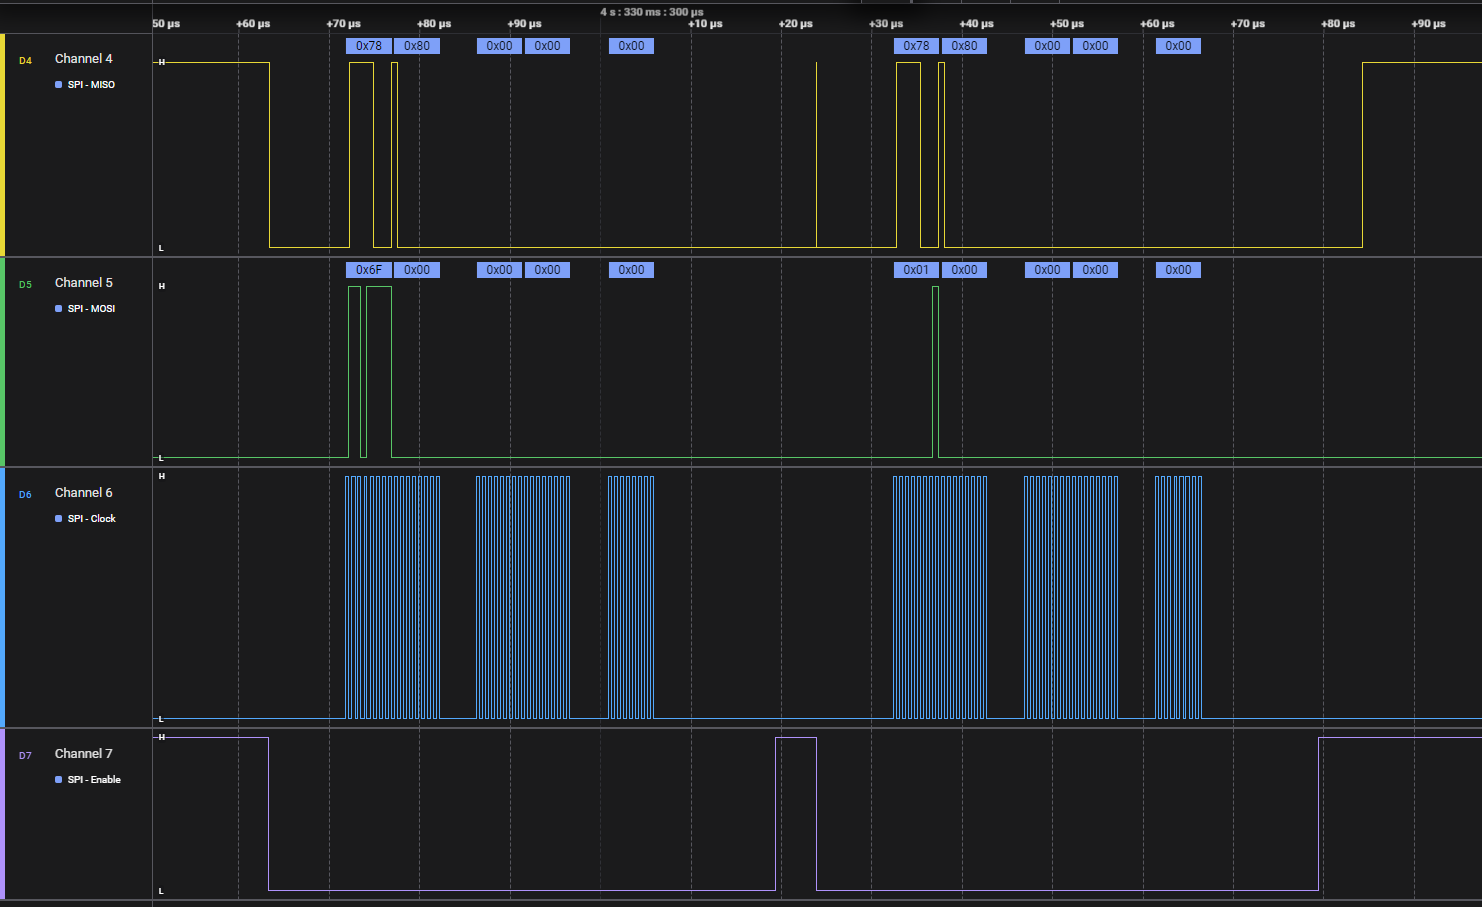 4 s : 330 ms : 300 µs
50 µs +60 µs +70 µs +80 µs +90 µs +10 µs +20 µs +30 µs +40 µs +50 µs +60 µs +70 µs +80 µs +90 µs
0x78 0x80 0x00 0x00 0x00 0x78 0x80 0x00 0x00 0x00
D4 Channel 4 H
SPI - MISO
L
0x6F 0x00 0x00 0x00 0x00 0x01 0x00 0x00 0x00 0x00
D5 Channel 5 H
SPI - MOSI
L
H
D6 Channel 6
SPI - Clock
L
H
D7 Channel 7
SPI - Enable
L